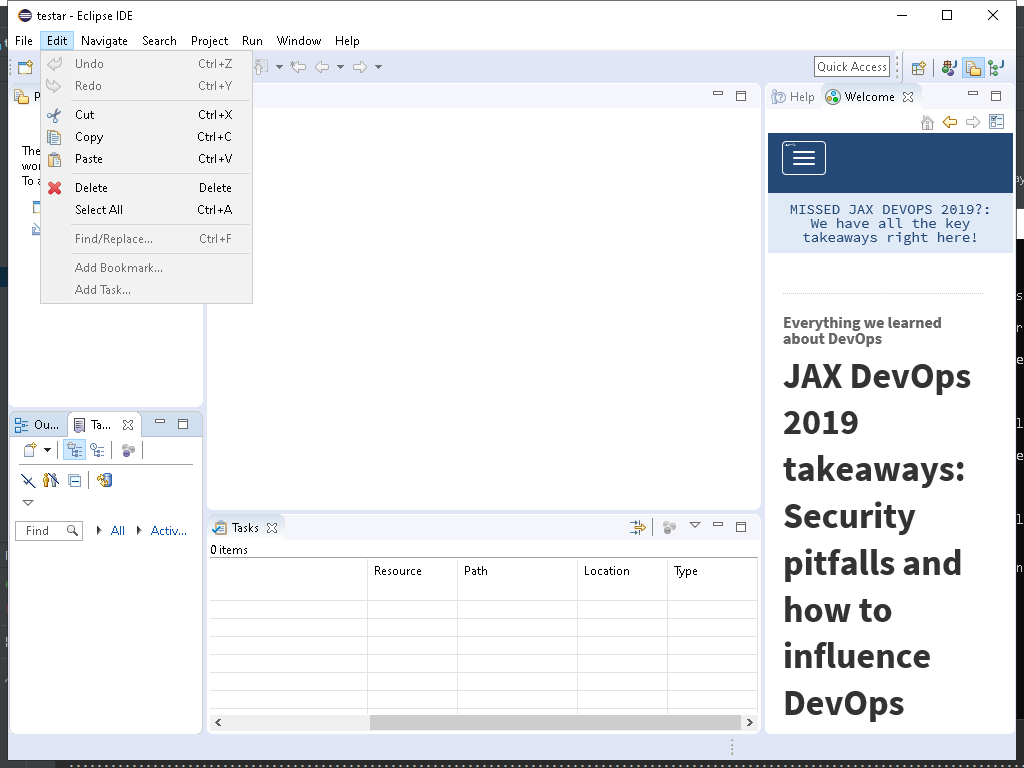 testar - Eclipse IDE
File Edit Navigate Search Project Run Window Help
Undo Ctrl+Z
Redo Ctrl+Y
Cut Ctrl+X
Copy Ctrl+C
Paste Ctrl+V
Delete Delete
Select All Ctrl+A
Find/Replace... Ctrl+F
Add Bookmark...
Add Task...
Quick Access
P
The
wor
To a
Ou... Ta...
Find All Activ...
Tasks
0 items
Resource Path Location Type
Help Welcome
MISSED JAX DEVOPS 2019?:
We have all the key
takeaways right here!
Everything we learned
about DevOps
JAX DevOps
2019
takeaways:
Security
pitfalls and
how to
influence
DevOps